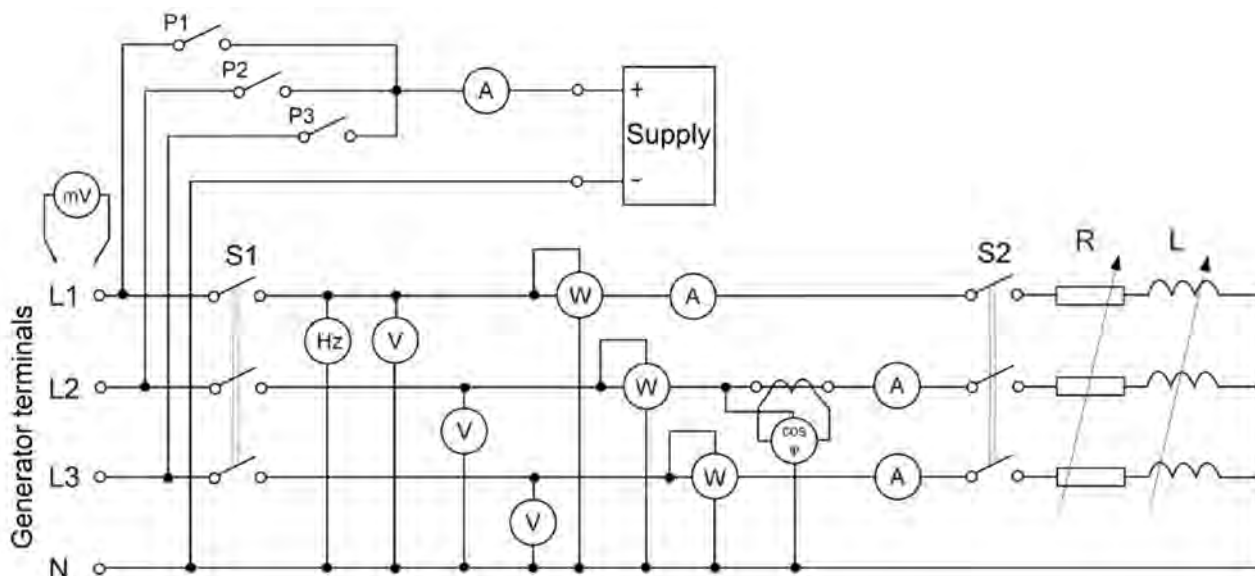 P1
P2
P3
A
+
Supply
-
mV
S1
S2
R
L
L1
W
A
Hz
V
L2
W
A
V
cos
φ
L3
W
A
V
N
Generator terminals